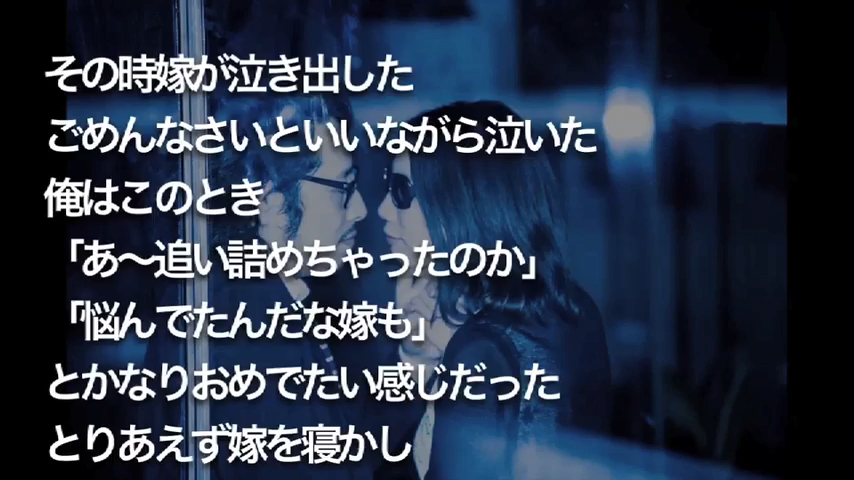 その時嫁が泣き出した
ごめんなさいといいながら泣いた
俺はこのとき
「あ～追い詰めちゃったのか」
「悩んでたんだな嫁も」
とかなりおめでたい感じだった
とりあえず嫁を寝かし